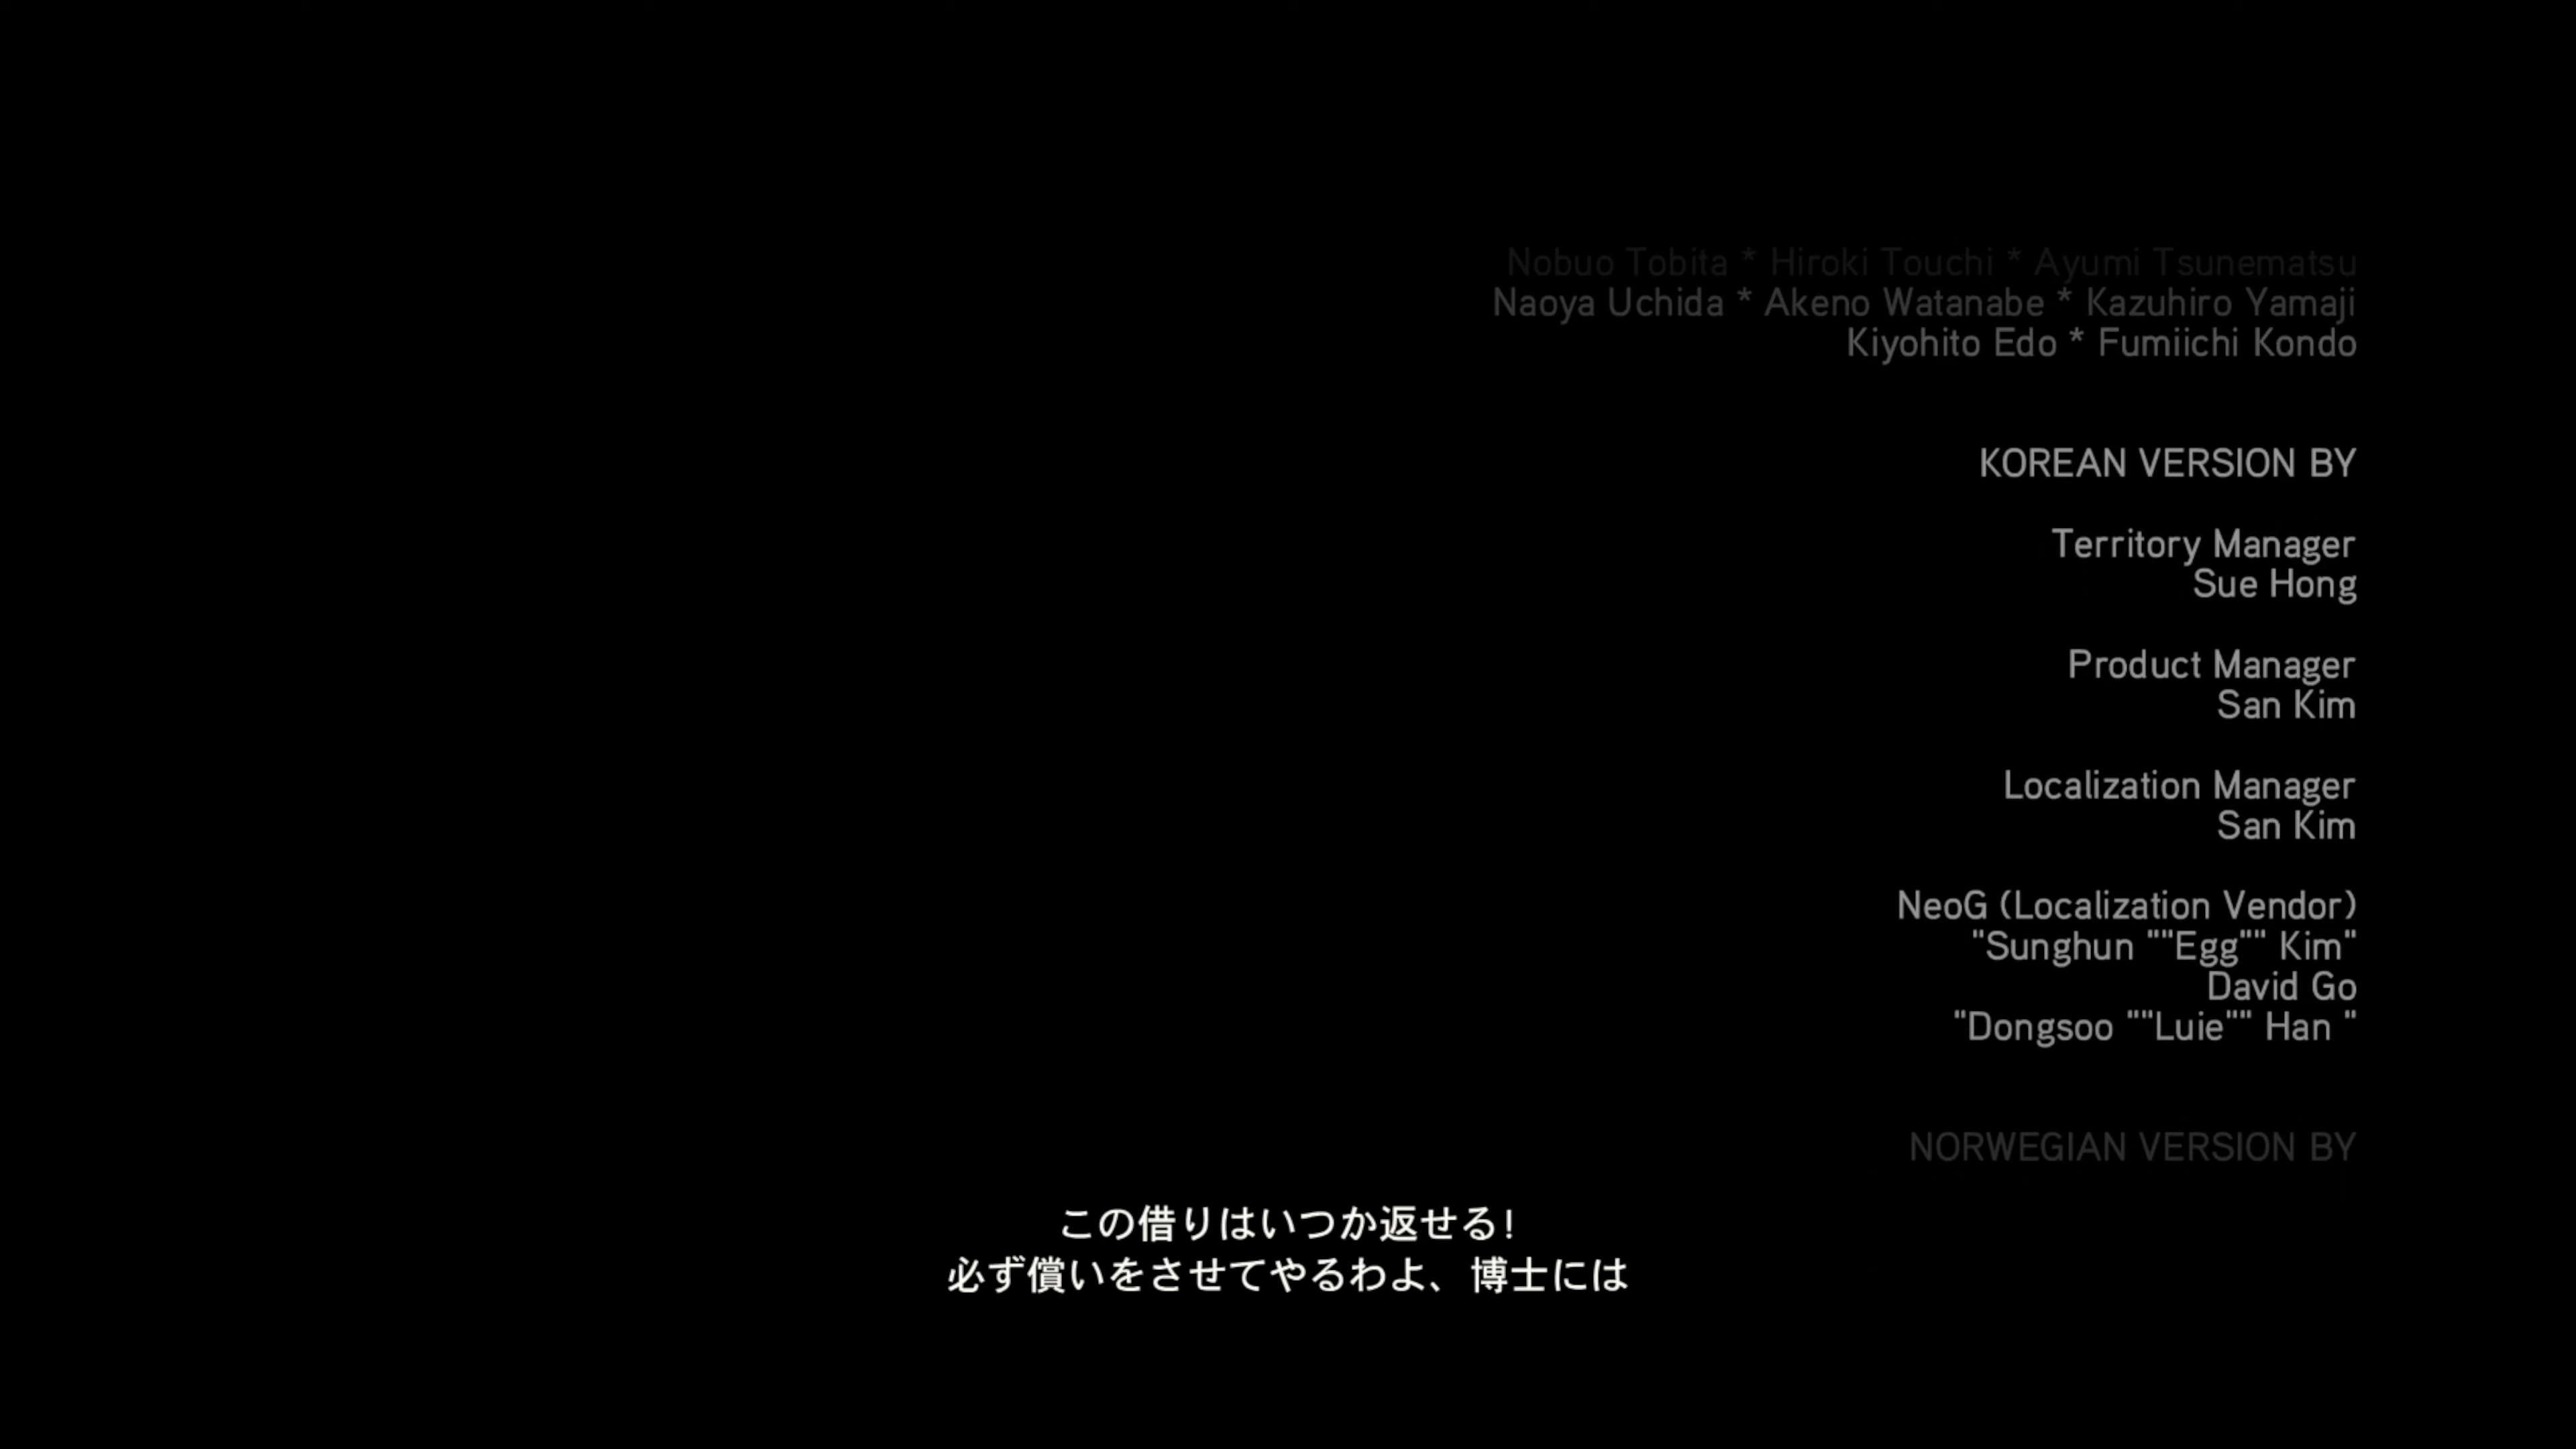 Nobuo Tobita * Hiroki Touchi * Ayumi Tsunematsu
Naoya Uchida * Akeno Watanabe * Kazuhiro Yamaji
Kiyohito Edo * Fumiichi Kondo
KOREAN VERSION BY
Territory Manager
Sue Hong
Product Manager
San Kim
Localization Manager
San Kim
NeoG (Localization Vendor)
"Sunghun ""Egg"" Kim"
David Go
"Dongsoo ""Luie"" Han "
NORWEGIAN VERSION BY
この借りはいつか返せる!
必ず償いをさせてやるわよ、博士には